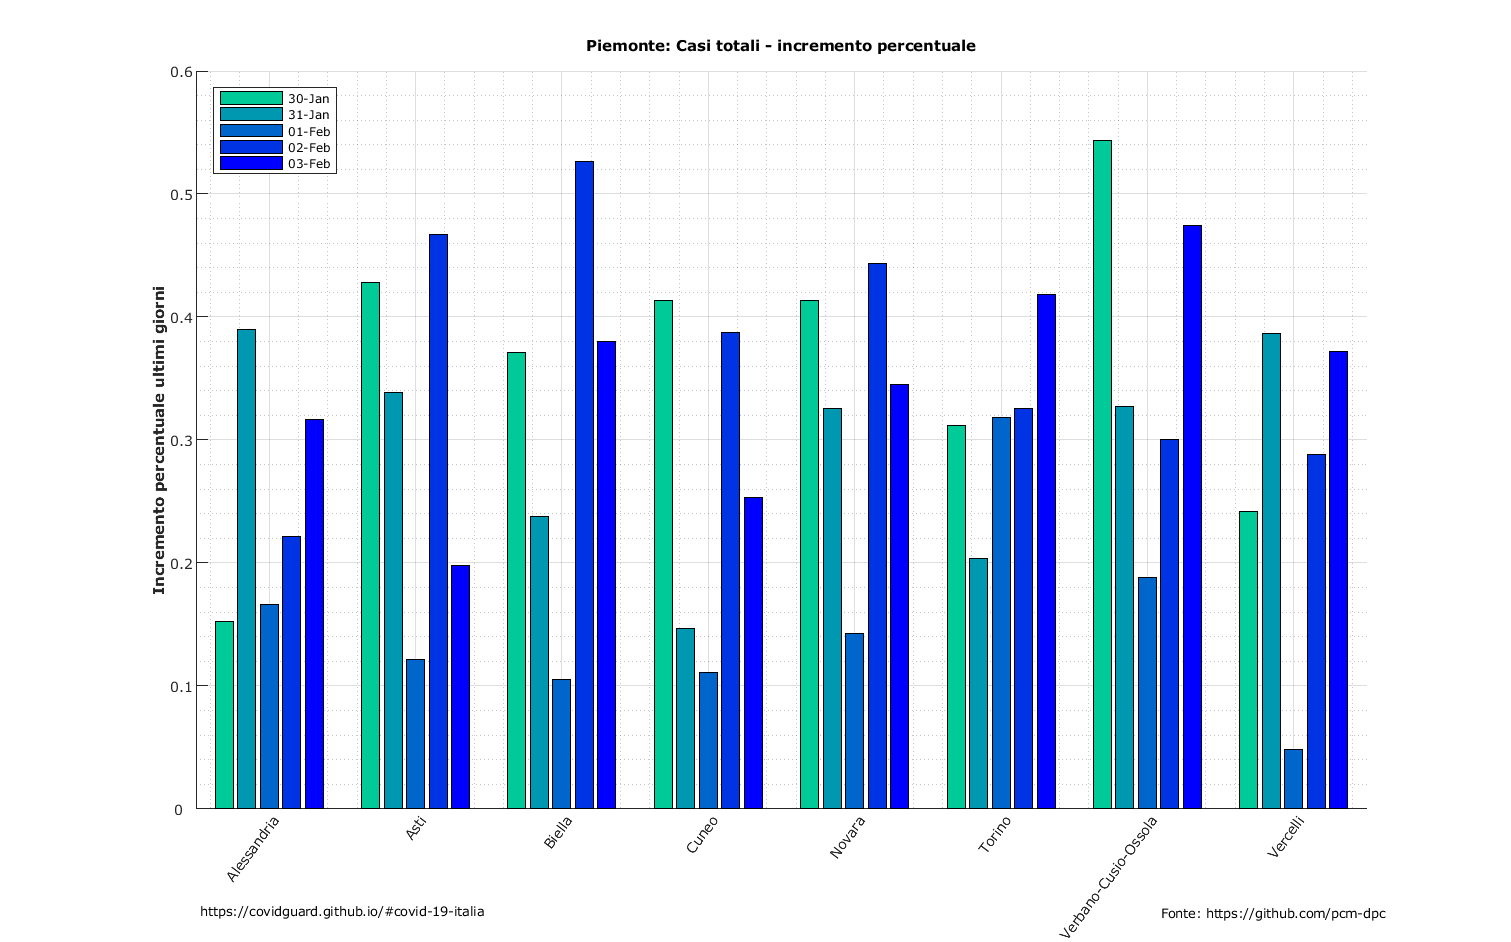 Piemonte: Casi totali - incremento percentuale
30-Jan
31-Jan
01-Feb
02-Feb
03-Feb
Incremento percentuale ultimi giorni
0.6
0.5
0.4
0.3
0.2
0.1
0
Alessandria
Asti
Biella
Cuneo
Novara
Torino
Verbano-Cusio-Ossola
Vercelli
https://covidguard.github.io/#covid-19-italia
Fonte: https://github.com/pcm-dpc